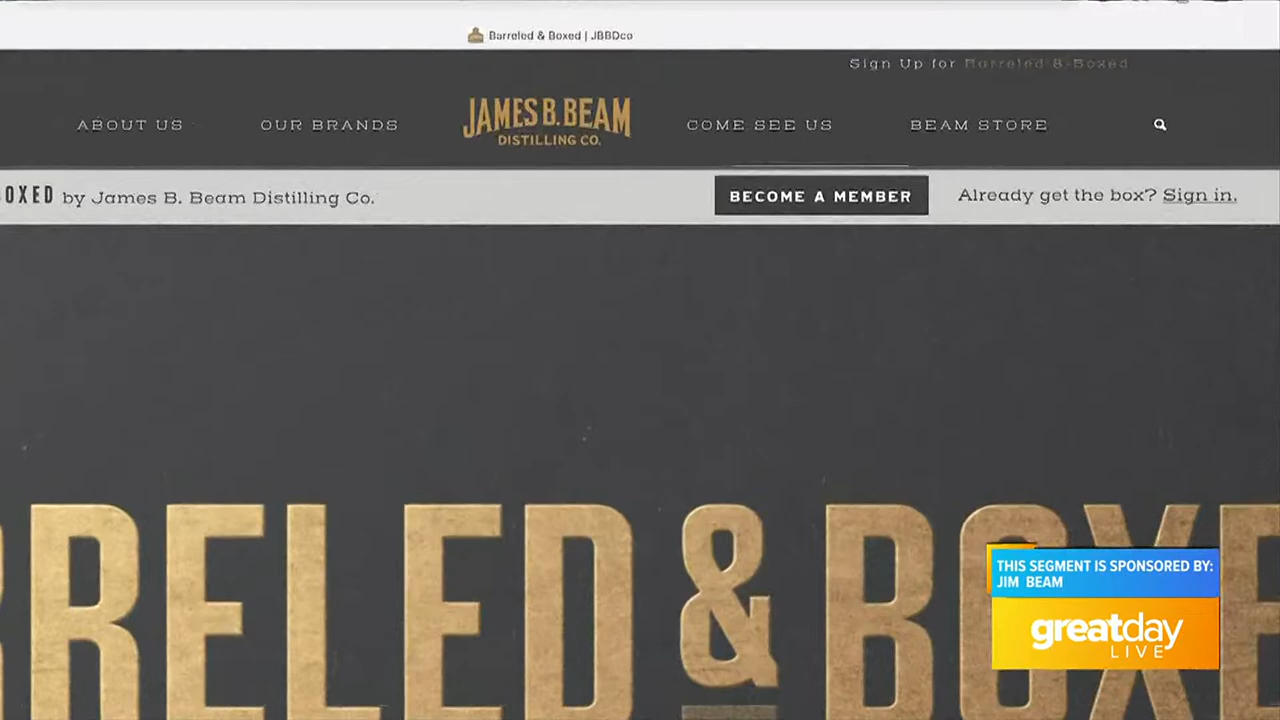 Barreled & Boxed | JBBDco
Sign Up for Barreled & Boxed
ABOUT US
OUR BRANDS
JAMES B. BEAM
DISTILLING CO.
COME SEE US
BEAM STORE
OXED by James B. Beam Distilling Co.
BECOME A MEMBER
Already get the box? Sign in.
RRELED & BOXE
THIS SEGMENT IS SPONSORED BY:
JIM BEAM
greatday
LIVE